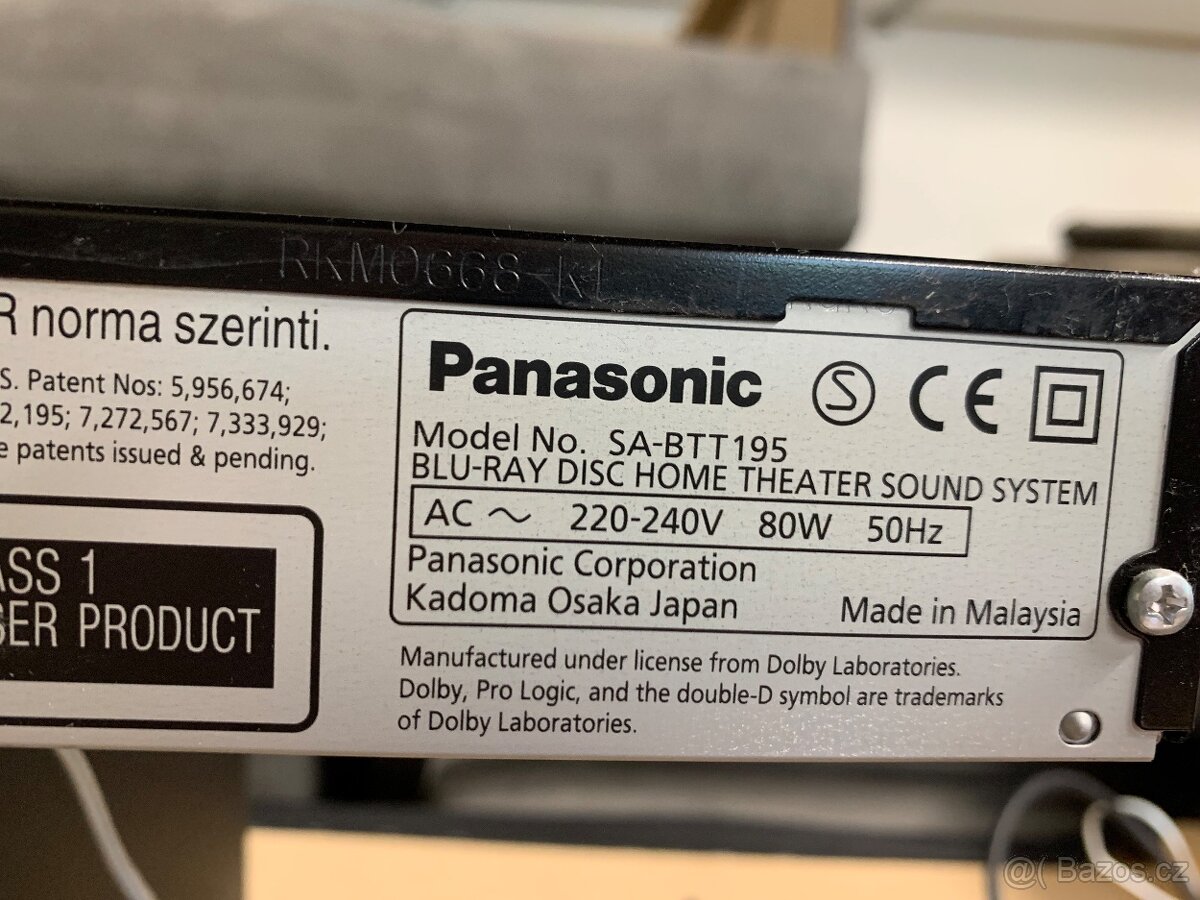 RKM0668-K1
R norma szerinti.
S. Patent Nos: 5,956,674;
2,195; 7,272,567; 7,333,929;
e patents issued & pending.
ASS 1
SER PRODUCT
Panasonic S CE
Model No. SA-BTT195
BLU-RAY DISC HOME THEATER SOUND SYSTEM
AC ~ 220-240V 80W 50Hz
Panasonic Corporation
Kadoma Osaka Japan Made in Malaysia
Manufactured under license from Dolby Laboratories.
Dolby, Pro Logic, and the double-D symbol are trademarks
of Dolby Laboratories.
@( Bazos.cz